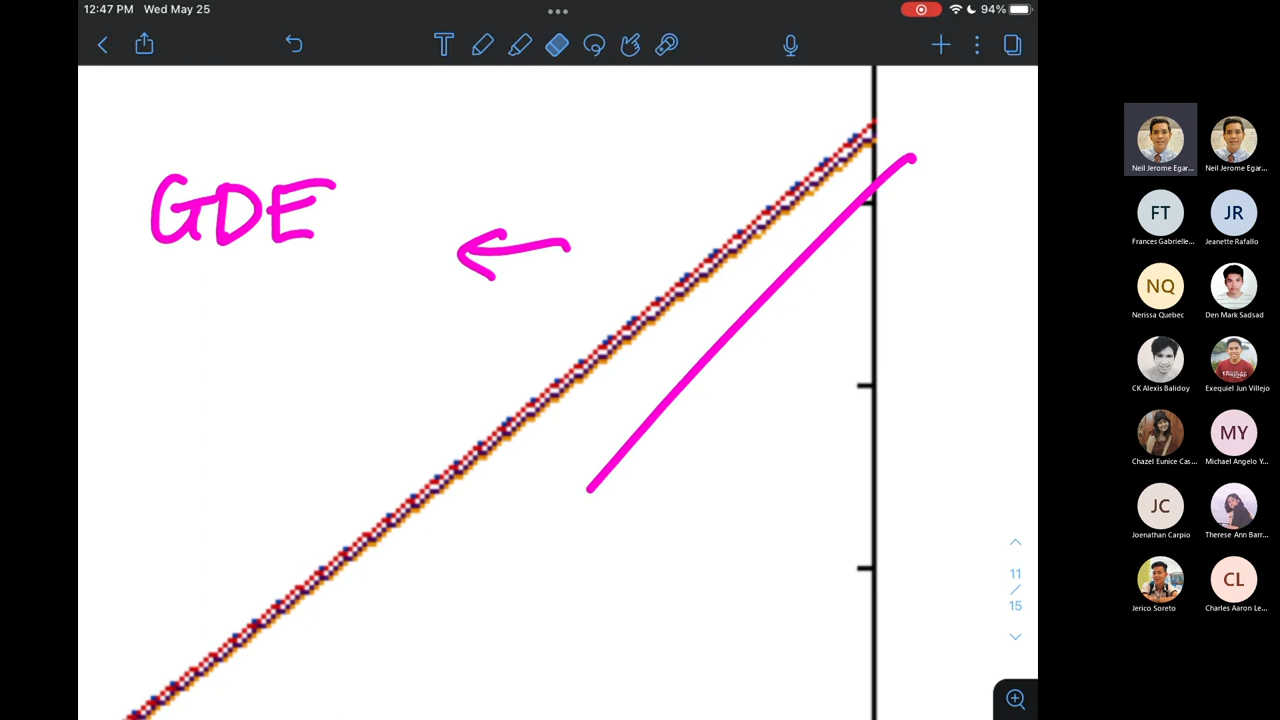 12:47 PM Wed May 25
94%
T
GDE
11
/
15
Neil Jerome Egar...
Neil Jerome Egar...
FT
JR
Frances Gabrielle...
Jeanette Rafallo
NQ
Nerissa Quebec
Den Mark Sadsad
CK Alexis Balidoy
Exequiel Jun Villejo
MY
Chazel Eunice Cas...
Michael Angelo Y...
JC
Joenathan Carpio
Therese Ann Barr...
CL
Jerico Soreto
Charles Aaron Le...